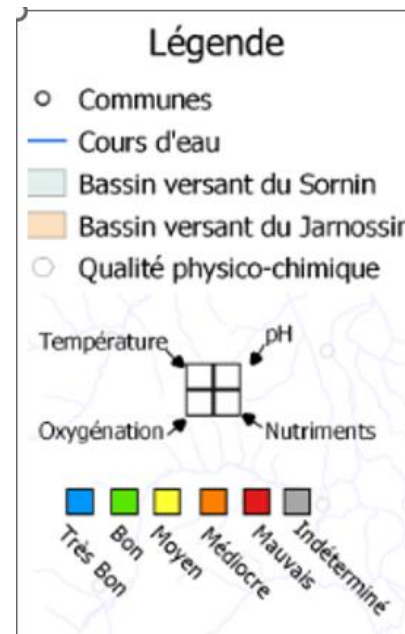 Légende
Communes
Cours d'eau
Bassin versant du Sornin
Bassin versant du Jarnossin
Qualité physico-chimique
Température pH
Oxygénation Nutriments
Très Bon
Bon
Moyen
Médiocre
Mauvais
Indéterminé